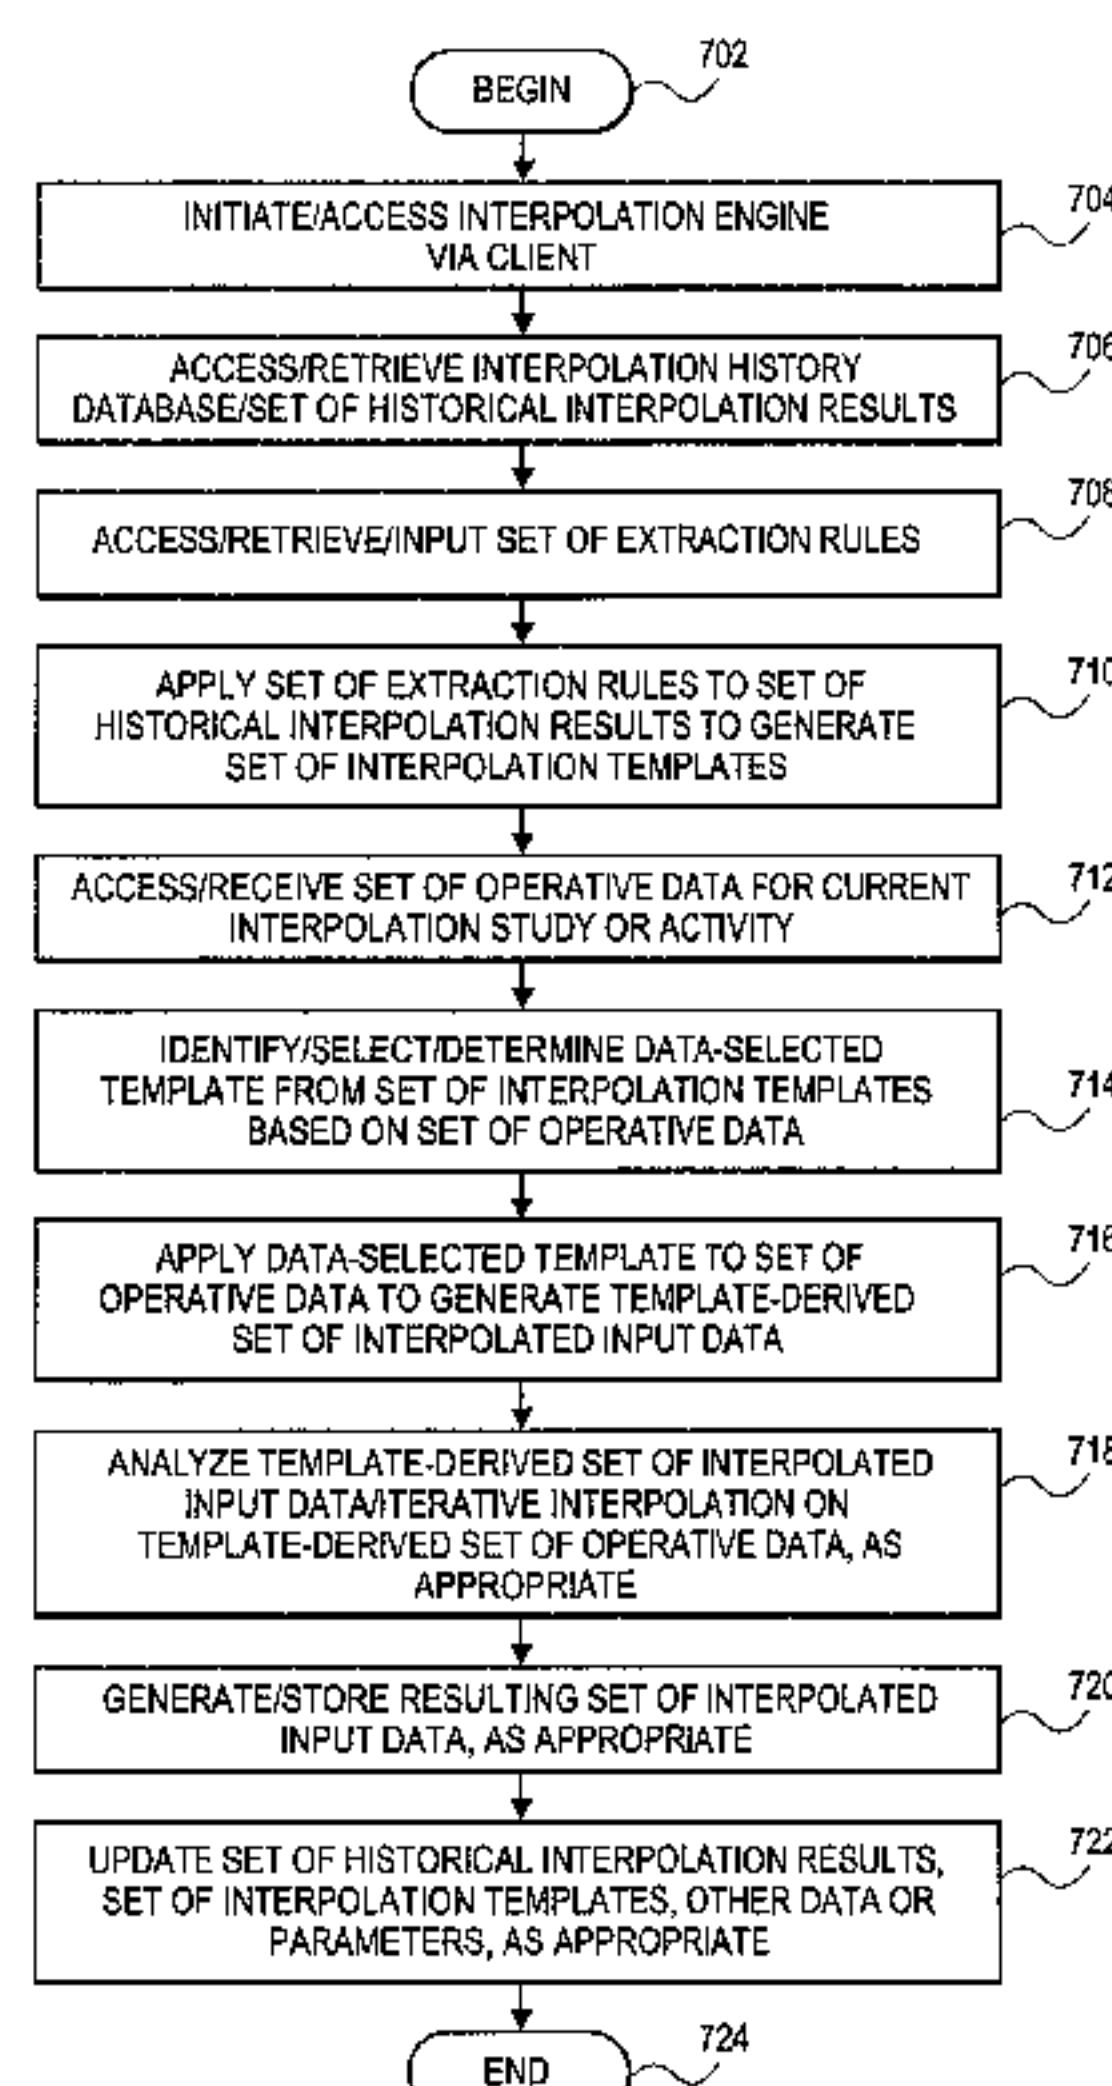 BEGIN
702
INITIATE/ACCESS INTERPOLATION ENGINE
VIA CLIENT
704
ACCESS/RETRIEVE INTERPOLATION HISTORY
DATABASE/SET OF HISTORICAL INTERPOLATION RESULTS
706
ACCESS/RETRIEVE/INPUT SET OF EXTRACTION RULES
708
APPLY SET OF EXTRACTION RULES TO SET OF
HISTORICAL INTERPOLATION RESULTS TO GENERATE
SET OF INTERPOLATION TEMPLATES
710
ACCESS/RECEIVE SET OF OPERATIVE DATA FOR CURRENT
INTERPOLATION STUDY OR ACTIVITY
712
IDENTIFY/SELECT/DETERMINE DATA-SELECTED
TEMPLATE FROM SET OF INTERPOLATION TEMPLATES
BASED ON SET OF OPERATIVE DATA
714
APPLY DATA-SELECTED TEMPLATE TO SET OF
OPERATIVE DATA TO GENERATE TEMPLATE-DERIVED
SET OF INTERPOLATED INPUT DATA
716
ANALYZE TEMPLATE-DERIVED SET OF INTERPOLATED
INPUT DATA/ITERATIVE INTERPOLATION ON
TEMPLATE-DERIVED SET OF OPERATIVE DATA, AS
APPROPRIATE
718
GENERATE/STORE RESULTING SET OF INTERPOLATED
INPUT DATA, AS APPROPRIATE
720
UPDATE SET OF HISTORICAL INTERPOLATION RESULTS,
SET OF INTERPOLATION TEMPLATES, OTHER DATA OR
PARAMETERS, AS APPROPRIATE
722
END
724